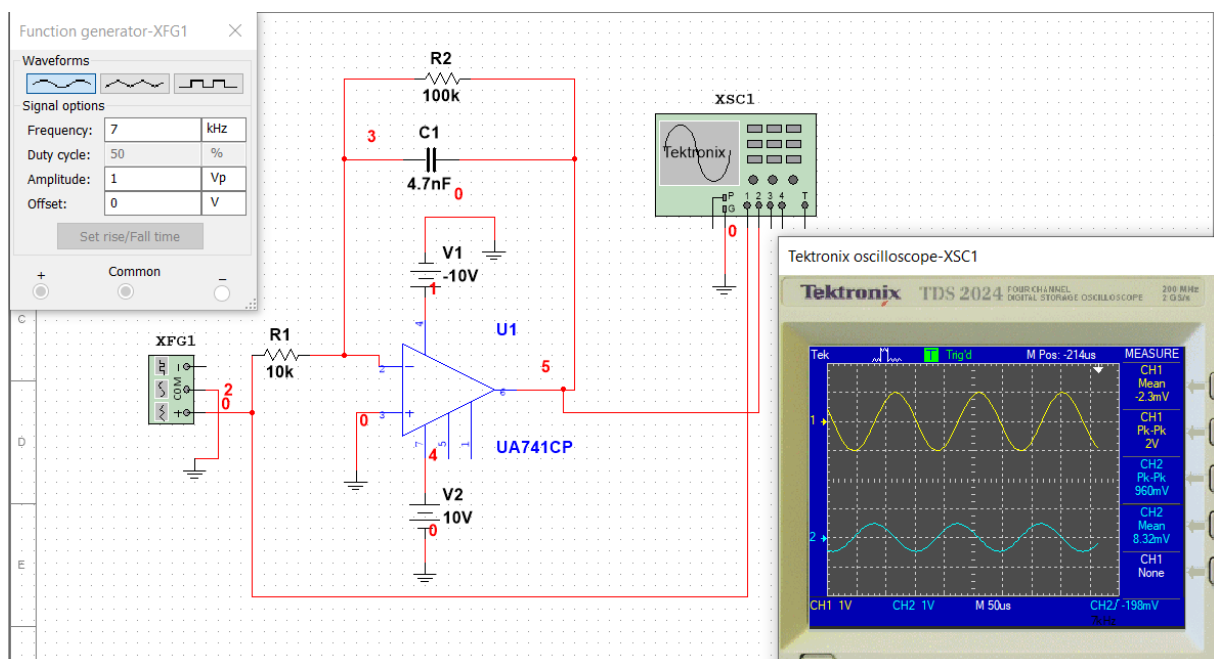 Function generator-XFG1
Waveforms
Signal options
Frequency: 7 kHz
Duty cycle: 50 %
Amplitude: 1 Vp
Offset: 0 V
Set rise/Fall time
+ Common −
C
D
E
XFG1
COM
+
2
0
R1
10k
R2
100k
3
C1
4.7nF
0
V1
-10V
1
4
U1
2
3
0
6
5
7
5
1
UA741CP
4
V2
10V
0
XSC1
Tektronix
P
G
1 2 3 4 T
0
Tektronix oscilloscope-XSC1
Tektronix TDS 2024 FOUR CHANNEL DIGITAL STORAGE OSCILLOSCOPE 200 MHz 2 GS/s
Tek T Trig'd M Pos: -214us MEASURE
CH1
Mean
-2.3mV
CH1
Pk-Pk
2V
CH2
Pk-Pk
960mV
CH2
Mean
8.32mV
CH1
None
1
2
CH1 1V CH2 1V M 50us CH2 -198mV
7kHz